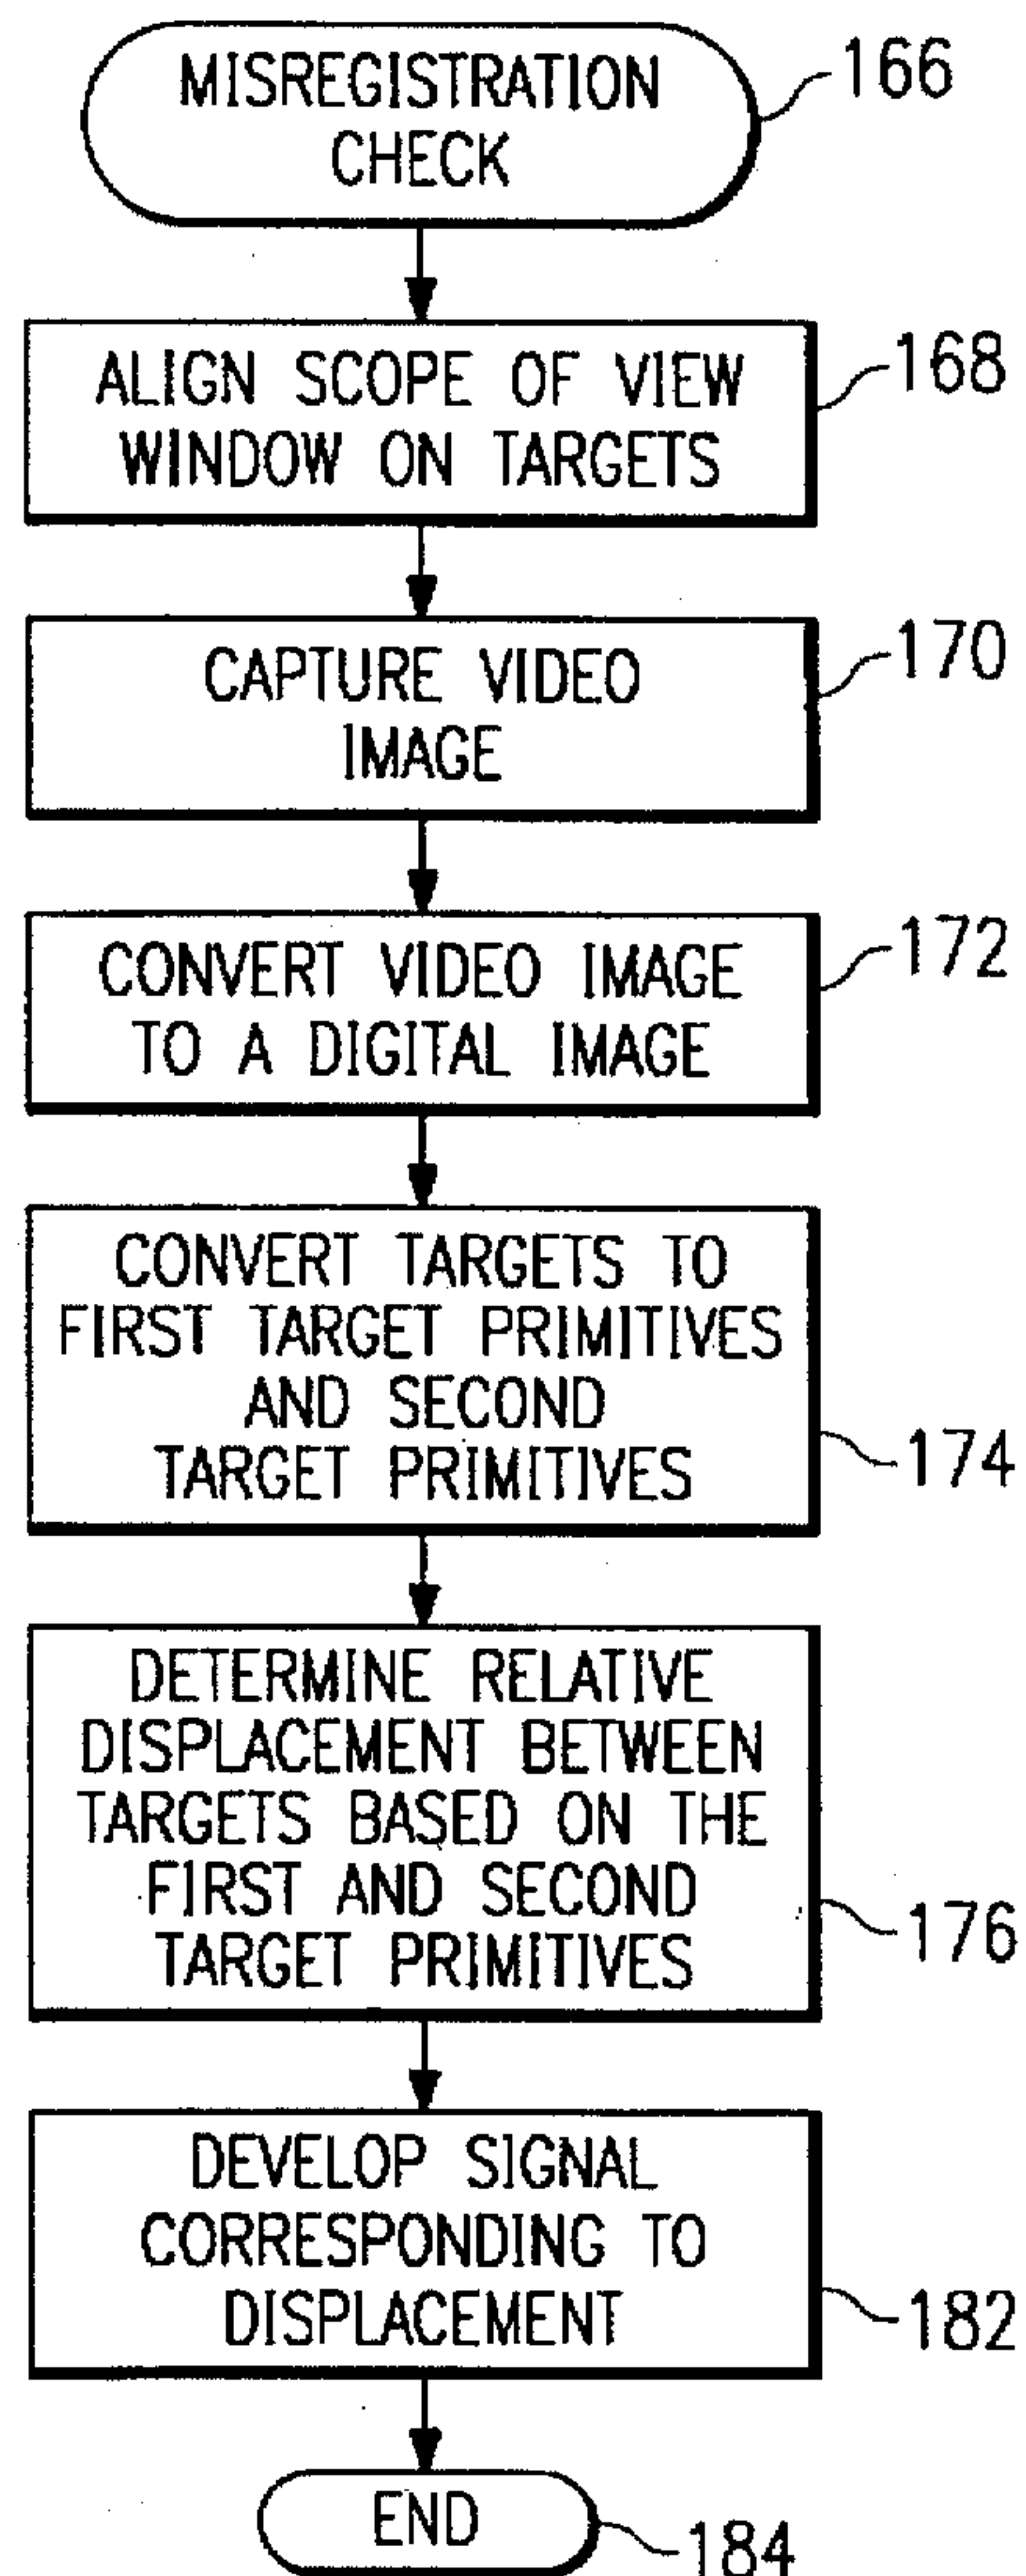 MISREGISTRATION
CHECK
166
ALIGN SCOPE OF VIEW
WINDOW ON TARGETS
168
CAPTURE VIDEO
IMAGE
170
CONVERT VIDEO IMAGE
TO A DIGITAL IMAGE
172
CONVERT TARGETS TO
FIRST TARGET PRIMITIVES
AND SECOND
TARGET PRIMITIVES
174
DETERMINE RELATIVE
DISPLACEMENT BETWEEN
TARGETS BASED ON THE
FIRST AND SECOND
TARGET PRIMITIVES
176
DEVELOP SIGNAL
CORRESPONDING TO
DISPLACEMENT
182
END
184